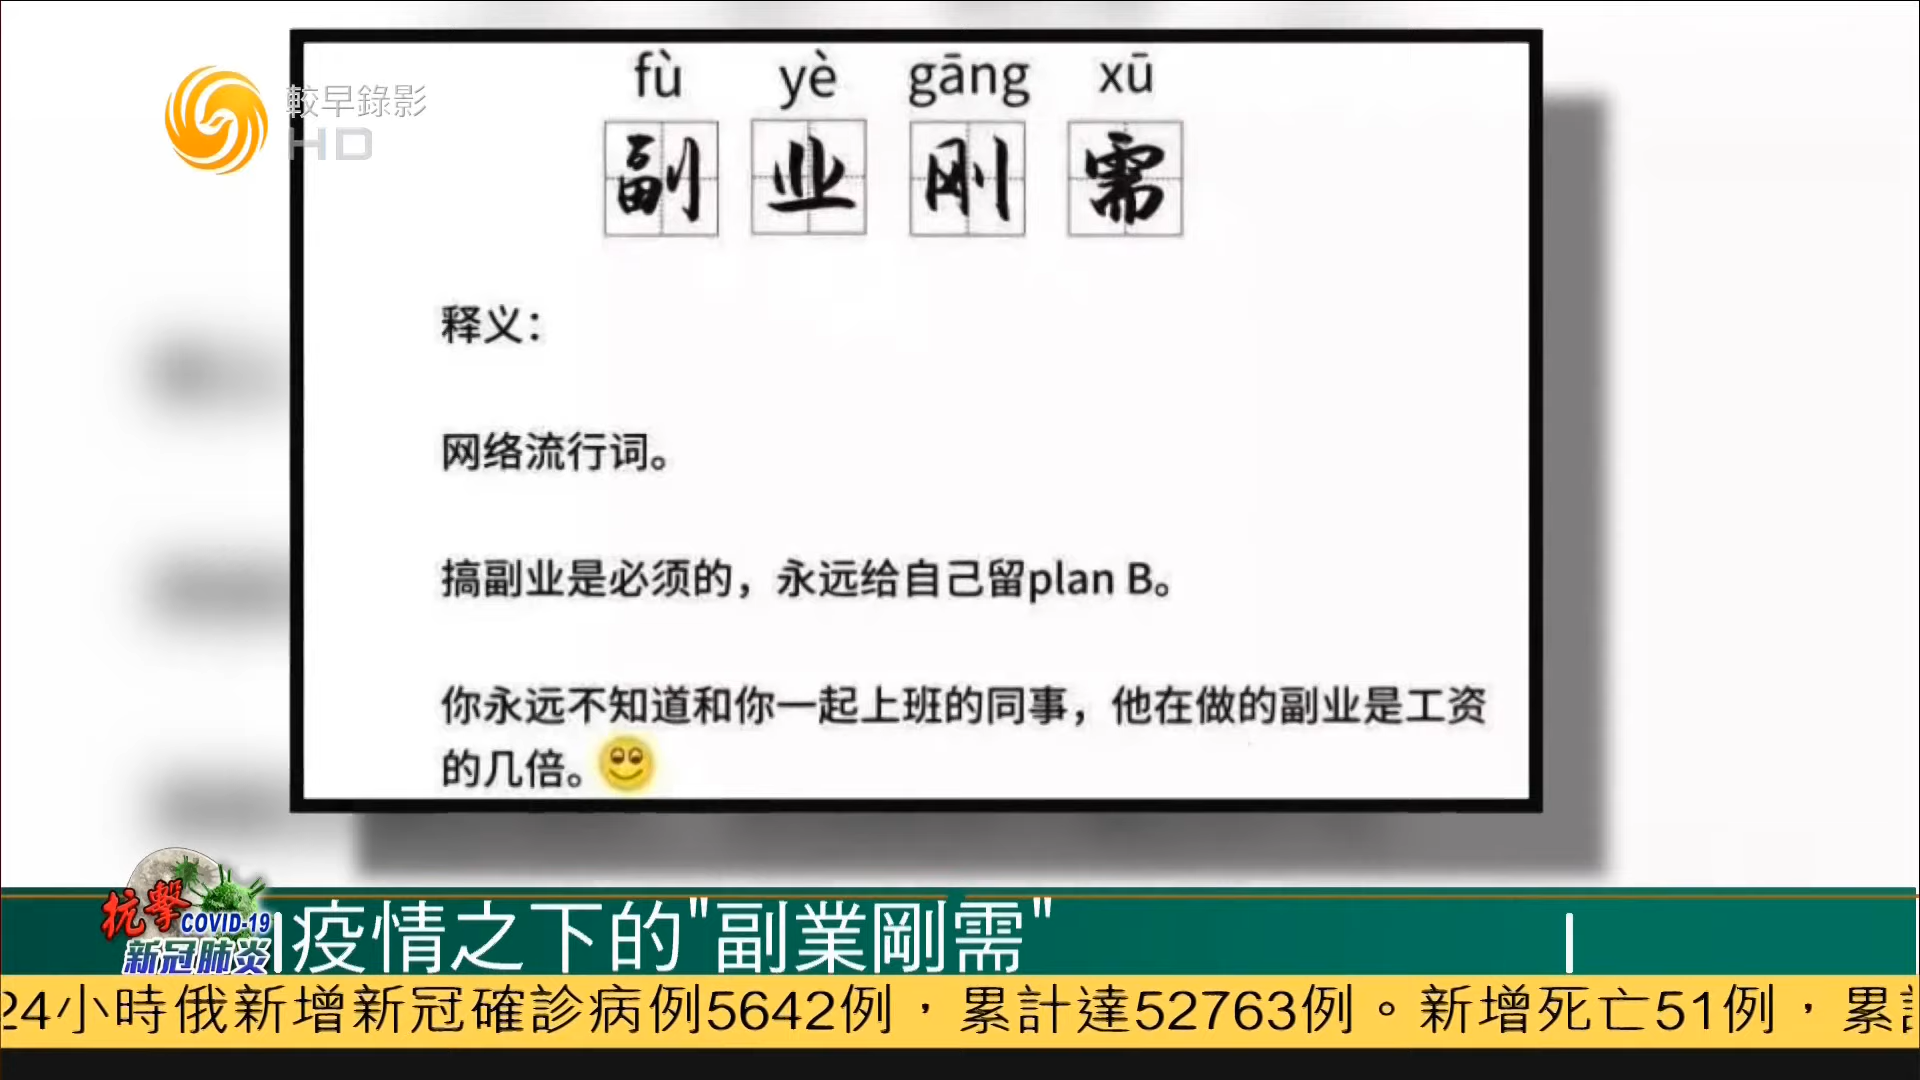 較早錄影
HD
fù yè gāng xū
副业刚需
释义：
网络流行词。
搞副业是必须的，永远给自己留plan B。
你永远不知道和你一起上班的同事，他在做的副业是工资
的几倍。
抗擊
COVID-19
新冠肺炎
疫情之下的"副業剛需"
24小時俄新增新冠確診病例5642例，累計達52763例。新增死亡51例，累